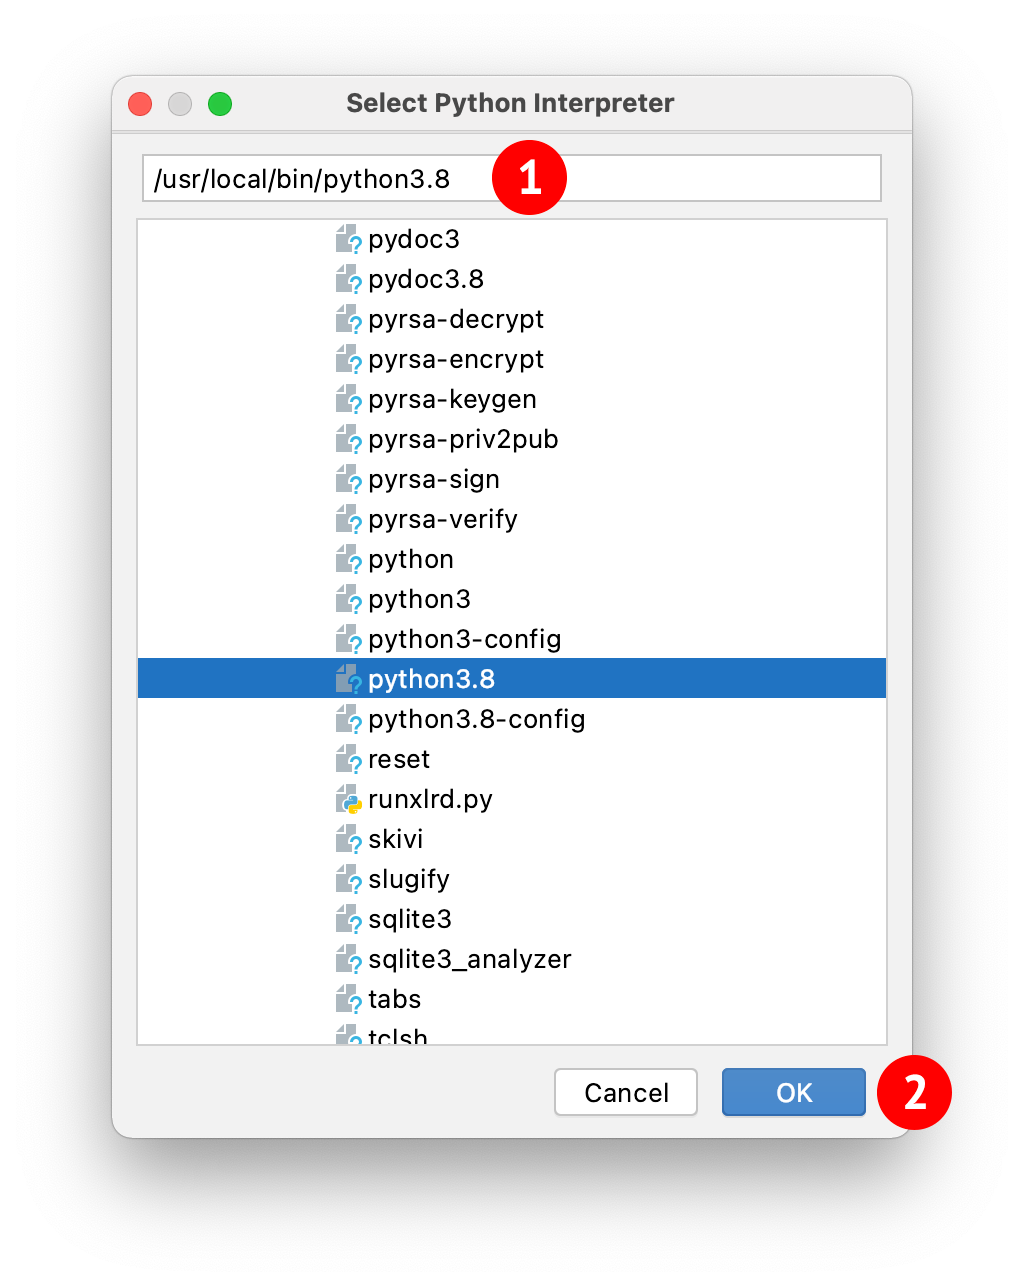 Select Python Interpreter
/usr/local/bin/python3.8
1
pydoc3
pydoc3.8
pyrsa-decrypt
pyrsa-encrypt
pyrsa-keygen
pyrsa-priv2pub
pyrsa-sign
pyrsa-verify
python
python3
python3-config
python3.8
python3.8-config
reset
runxlrd.py
skivi
slugify
sqlite3
sqlite3_analyzer
tabs
tclsh
Cancel
OK
2